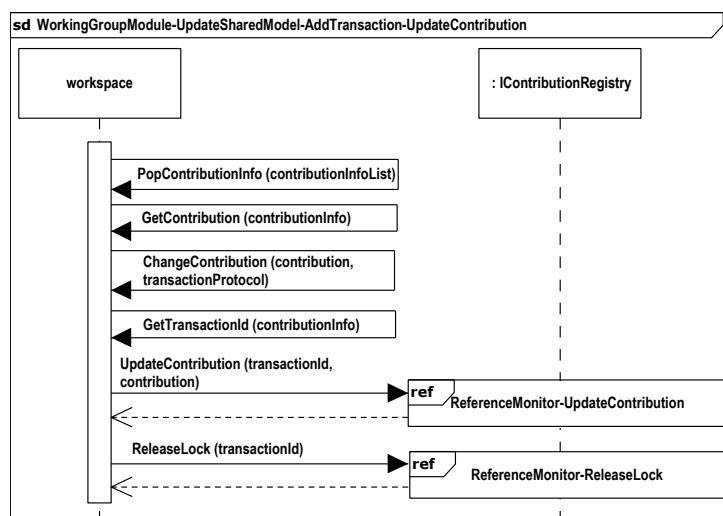 sd WorkingGroupModule-UpdateSharedModel-AddTransaction-UpdateContribution
workspace
: IContributionRegistry
PopContributionInfo (contributionInfoList)
GetContribution (contributionInfo)
ChangeContribution (contribution,
transactionProtocol)
GetTransactionId (contributionInfo)
UpdateContribution (transactionId,
contribution)
ref
ReferenceMonitor-UpdateContribution
ReleaseLock (transactionId)
ref
ReferenceMonitor-ReleaseLock